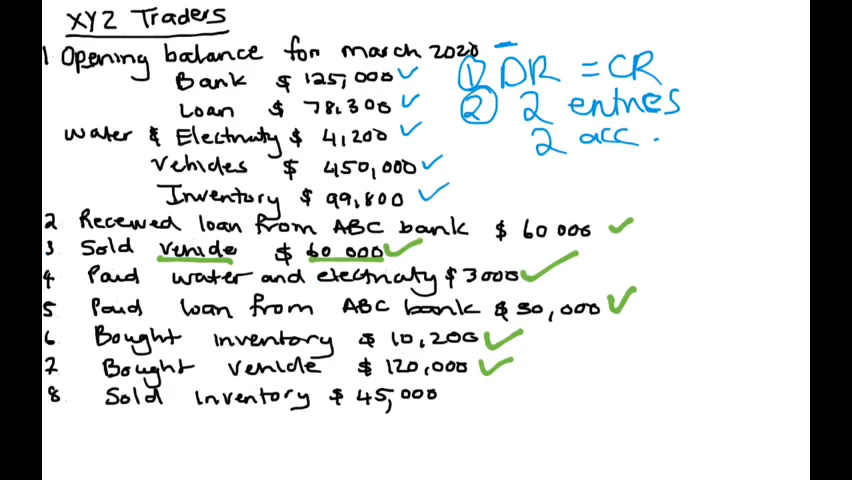 XYZ Traders
1 Opening balance for march 2020
Bank $ 125,000 ✓
Loan $ 78,300 ✓
Water & Electricity $ 4,200 ✓
Vehicles $ 450,000 ✓
Inventory $ 99,800 ✓
① DR = CR
② 2 entries
2 acc.
2 Received loan from ABC bank $ 60 000 ✓
3 Sold vehicle $ 60 000 ✓
4 Paid water and electricity $ 3000 ✓
5 Paid loan from ABC bank $ 30,000 ✓
6 Bought inventory $ 10,200 ✓
7 Bought vehicle $ 120,000 ✓
8 Sold inventory $ 45,000